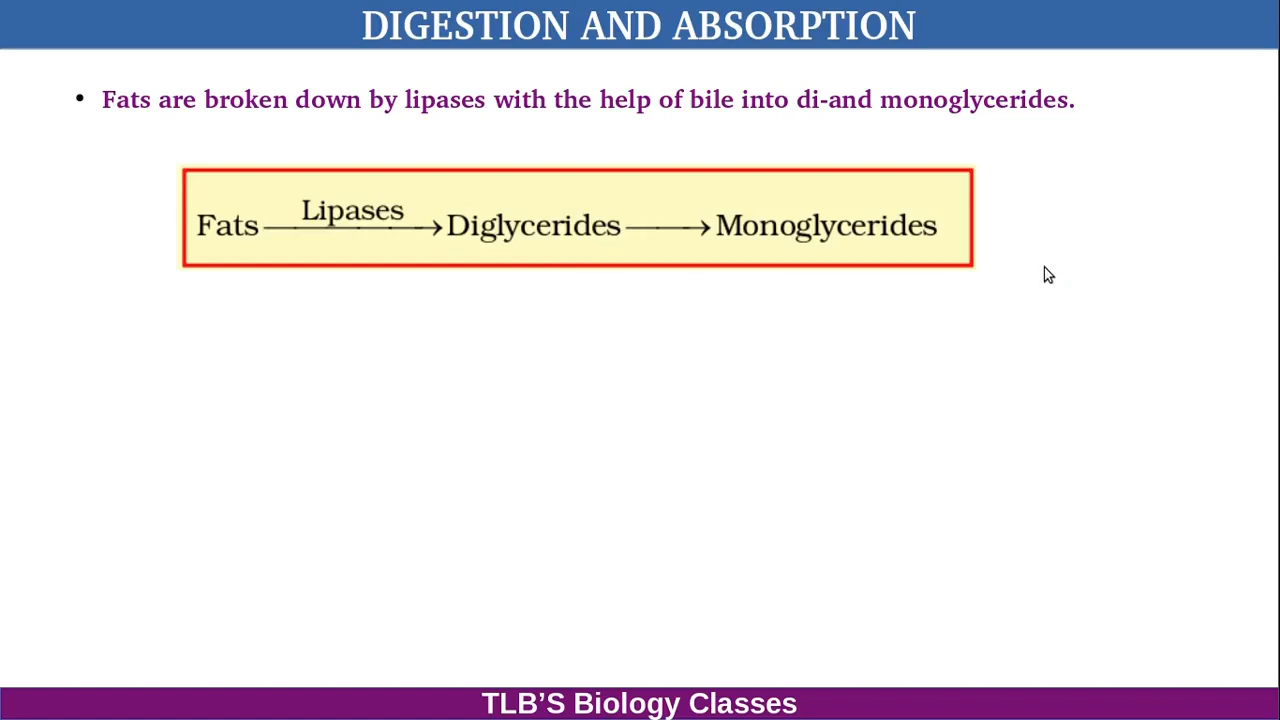 DIGESTION AND ABSORPTION
• Fats are broken down by lipases with the help of bile into di-and monoglycerides.
Fats —Lipases→ Diglycerides ⟶ Monoglycerides
TLB’S Biology Classes